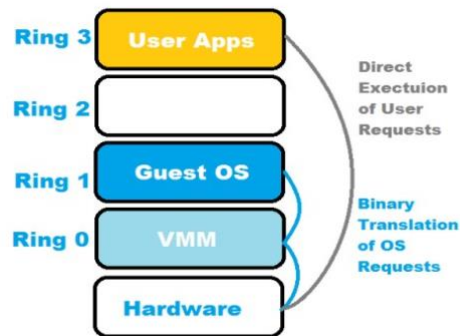 Ring 3
User Apps
Ring 2
Ring 1
Guest OS
Ring 0
VMM
Hardware
Direct
Exectuion
of User
Requests
Binary
Translation
of OS
Requests